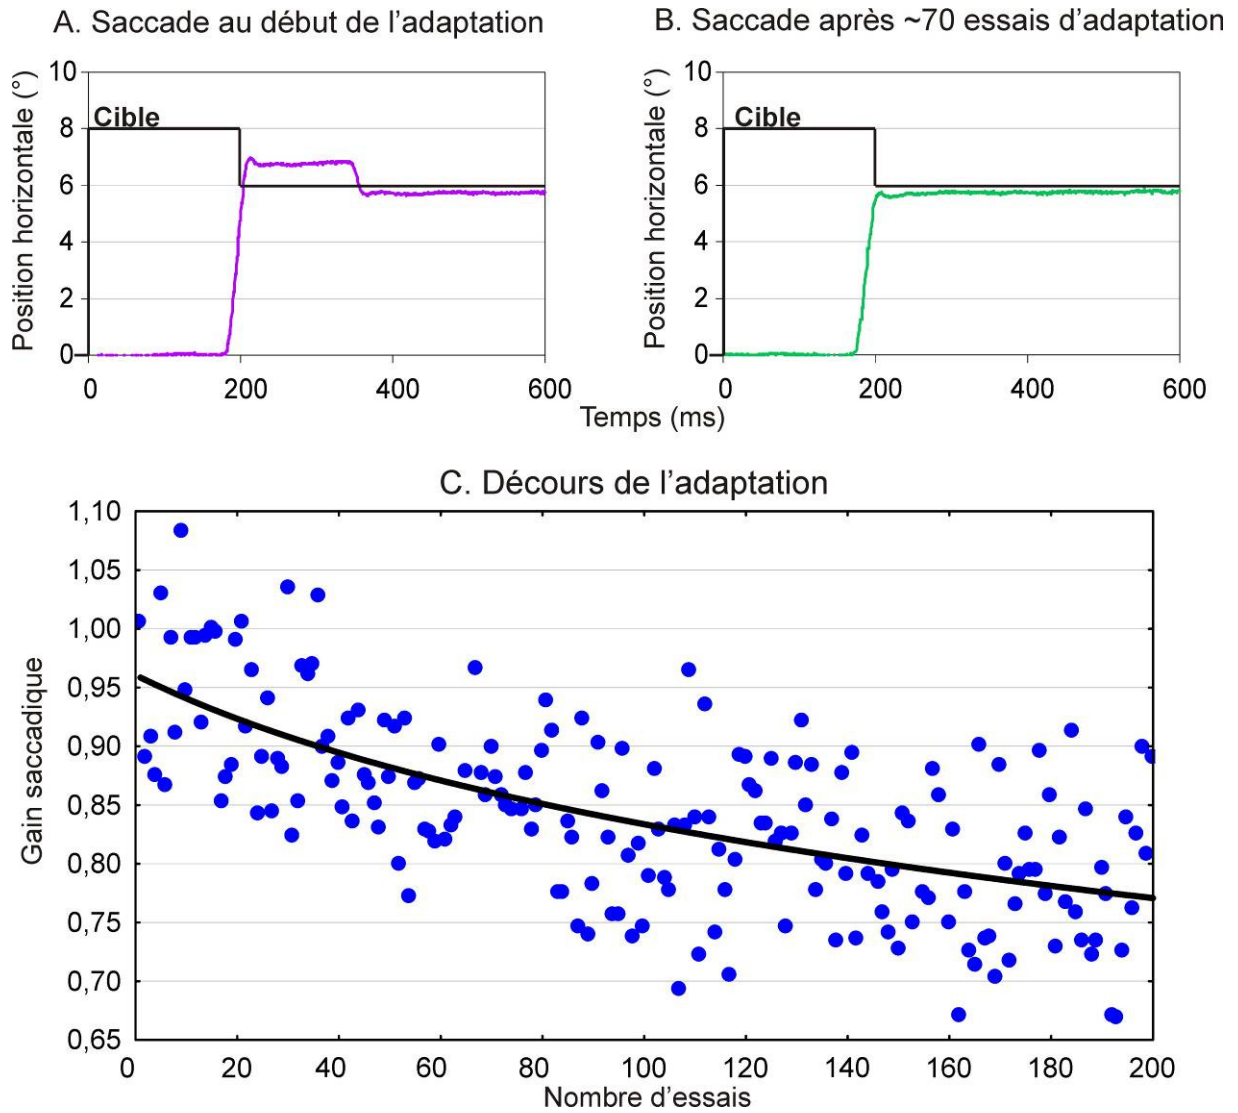 A. Saccade au début de l'adaptation
B. Saccade après ~70 essais d'adaptation
Position horizontale (°)
10
8
6
4
2
0
Cible
0 200 400 600
Position horizontale (°)
10
8
6
4
2
0
Cible
0 200 400 600
Temps (ms)
C. Décours de l'adaptation
Gain saccadique
1,10
1,05
1,00
0,95
0,90
0,85
0,80
0,75
0,70
0,65
0 20 40 60 80 100 120 140 160 180 200
Nombre d'essais